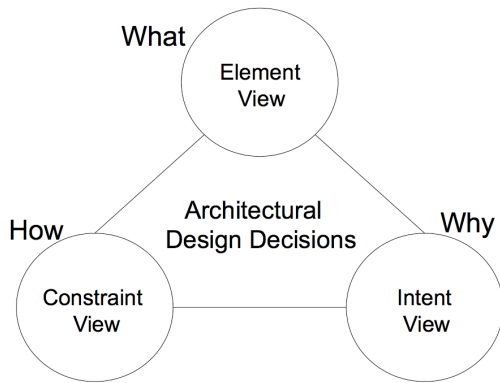 What
Element
View
Architectural
Design Decisions
How
Why
Constraint
View
Intent
View